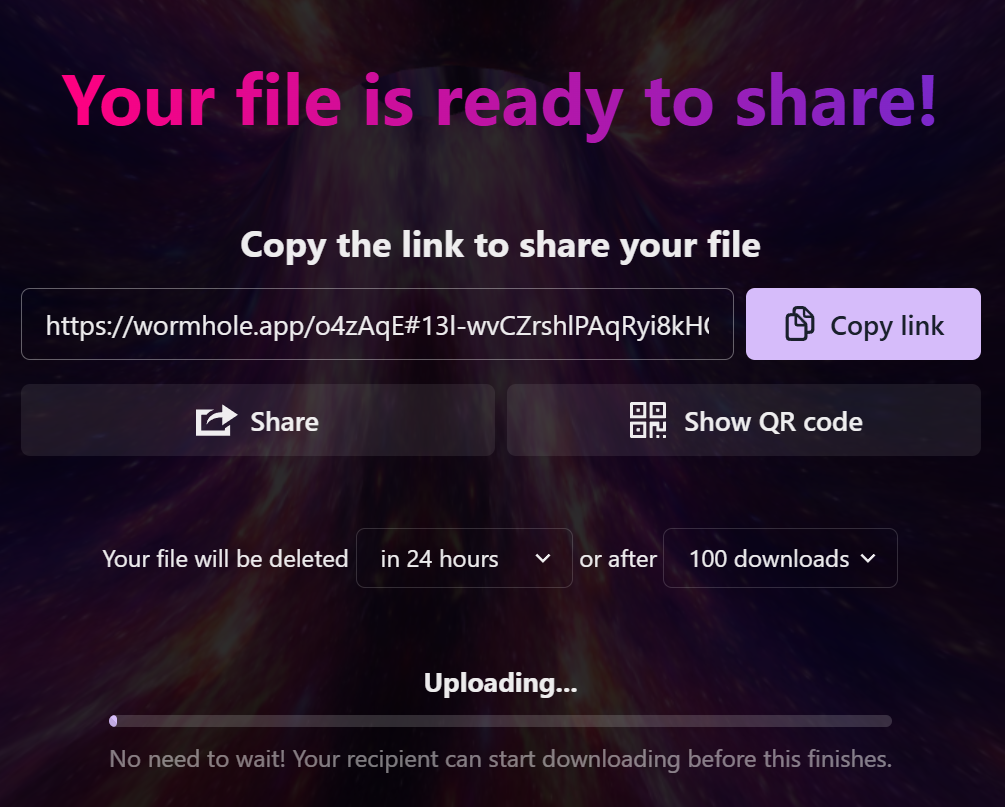 Your file is ready to share!
Copy the link to share your file
https://wormhole.app/o4zAqE#13l-wvCZrshlPAqRyi8kH
Copy link
Share
Show QR code
Your file will be deleted in 24 hours or after 100 downloads
Uploading...
No need to wait! Your recipient can start downloading before this finishes.